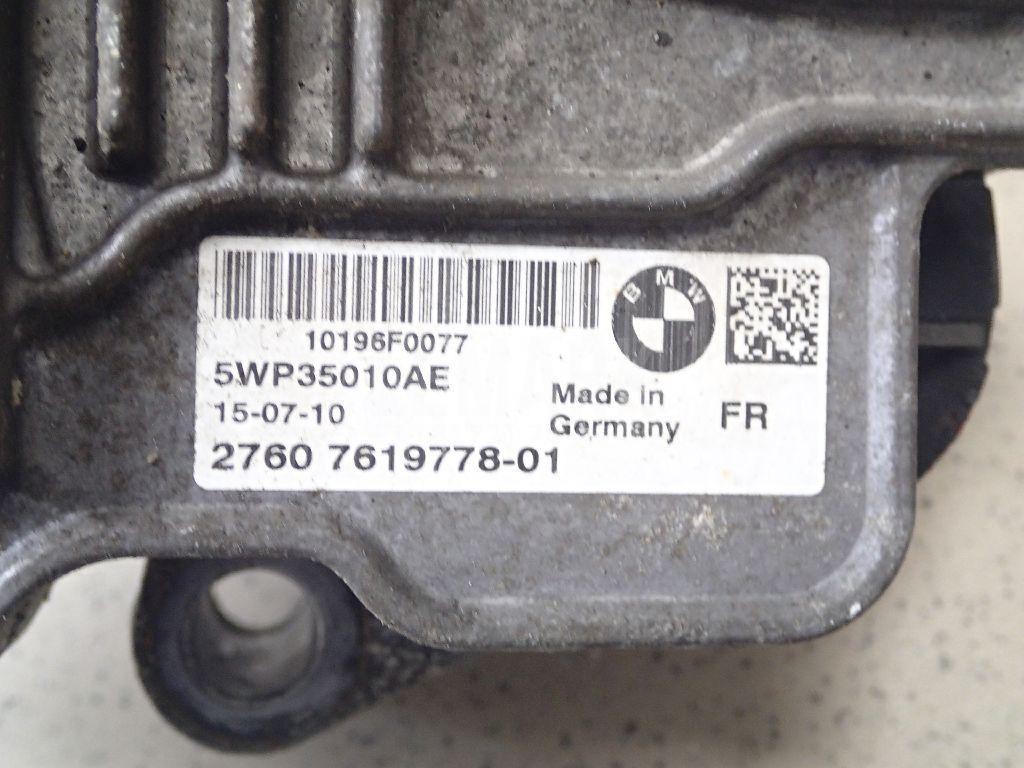 10196F0077
BMW
5WP35010AE
15-07-10
Made in
Germany
FR
2760 7619778-01